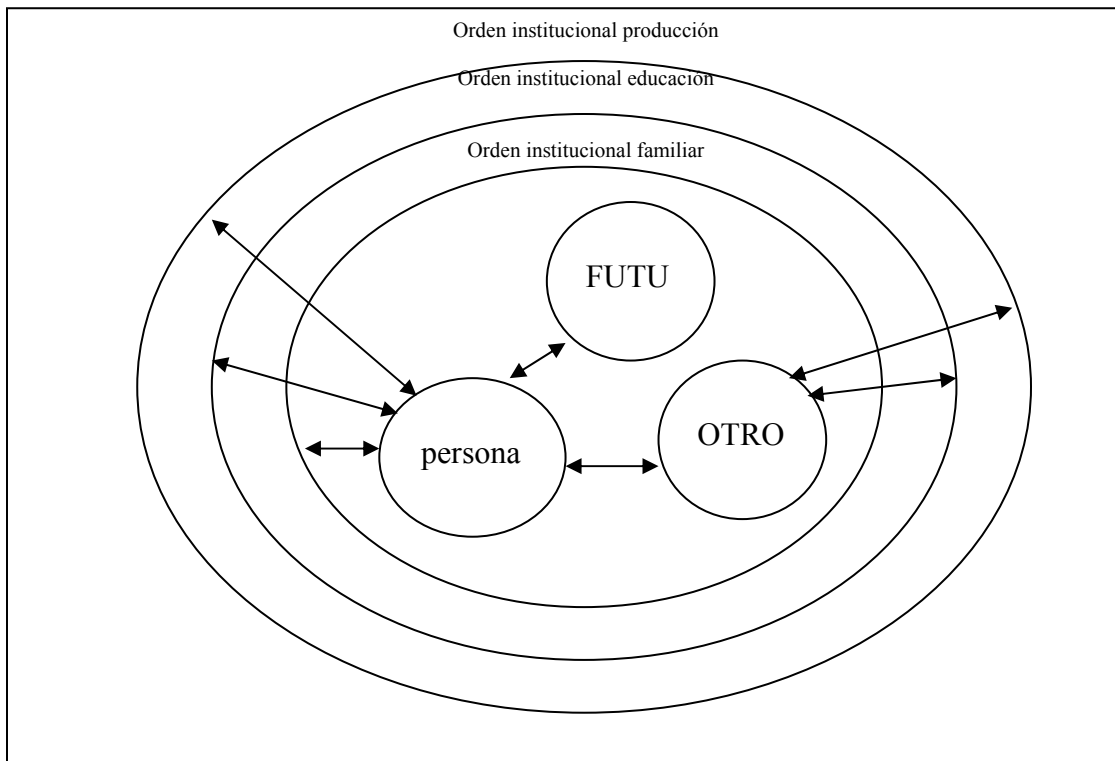 Orden institucional producción
Orden institucional educación
Orden institucional familiar
FUTU
OTRO
persona